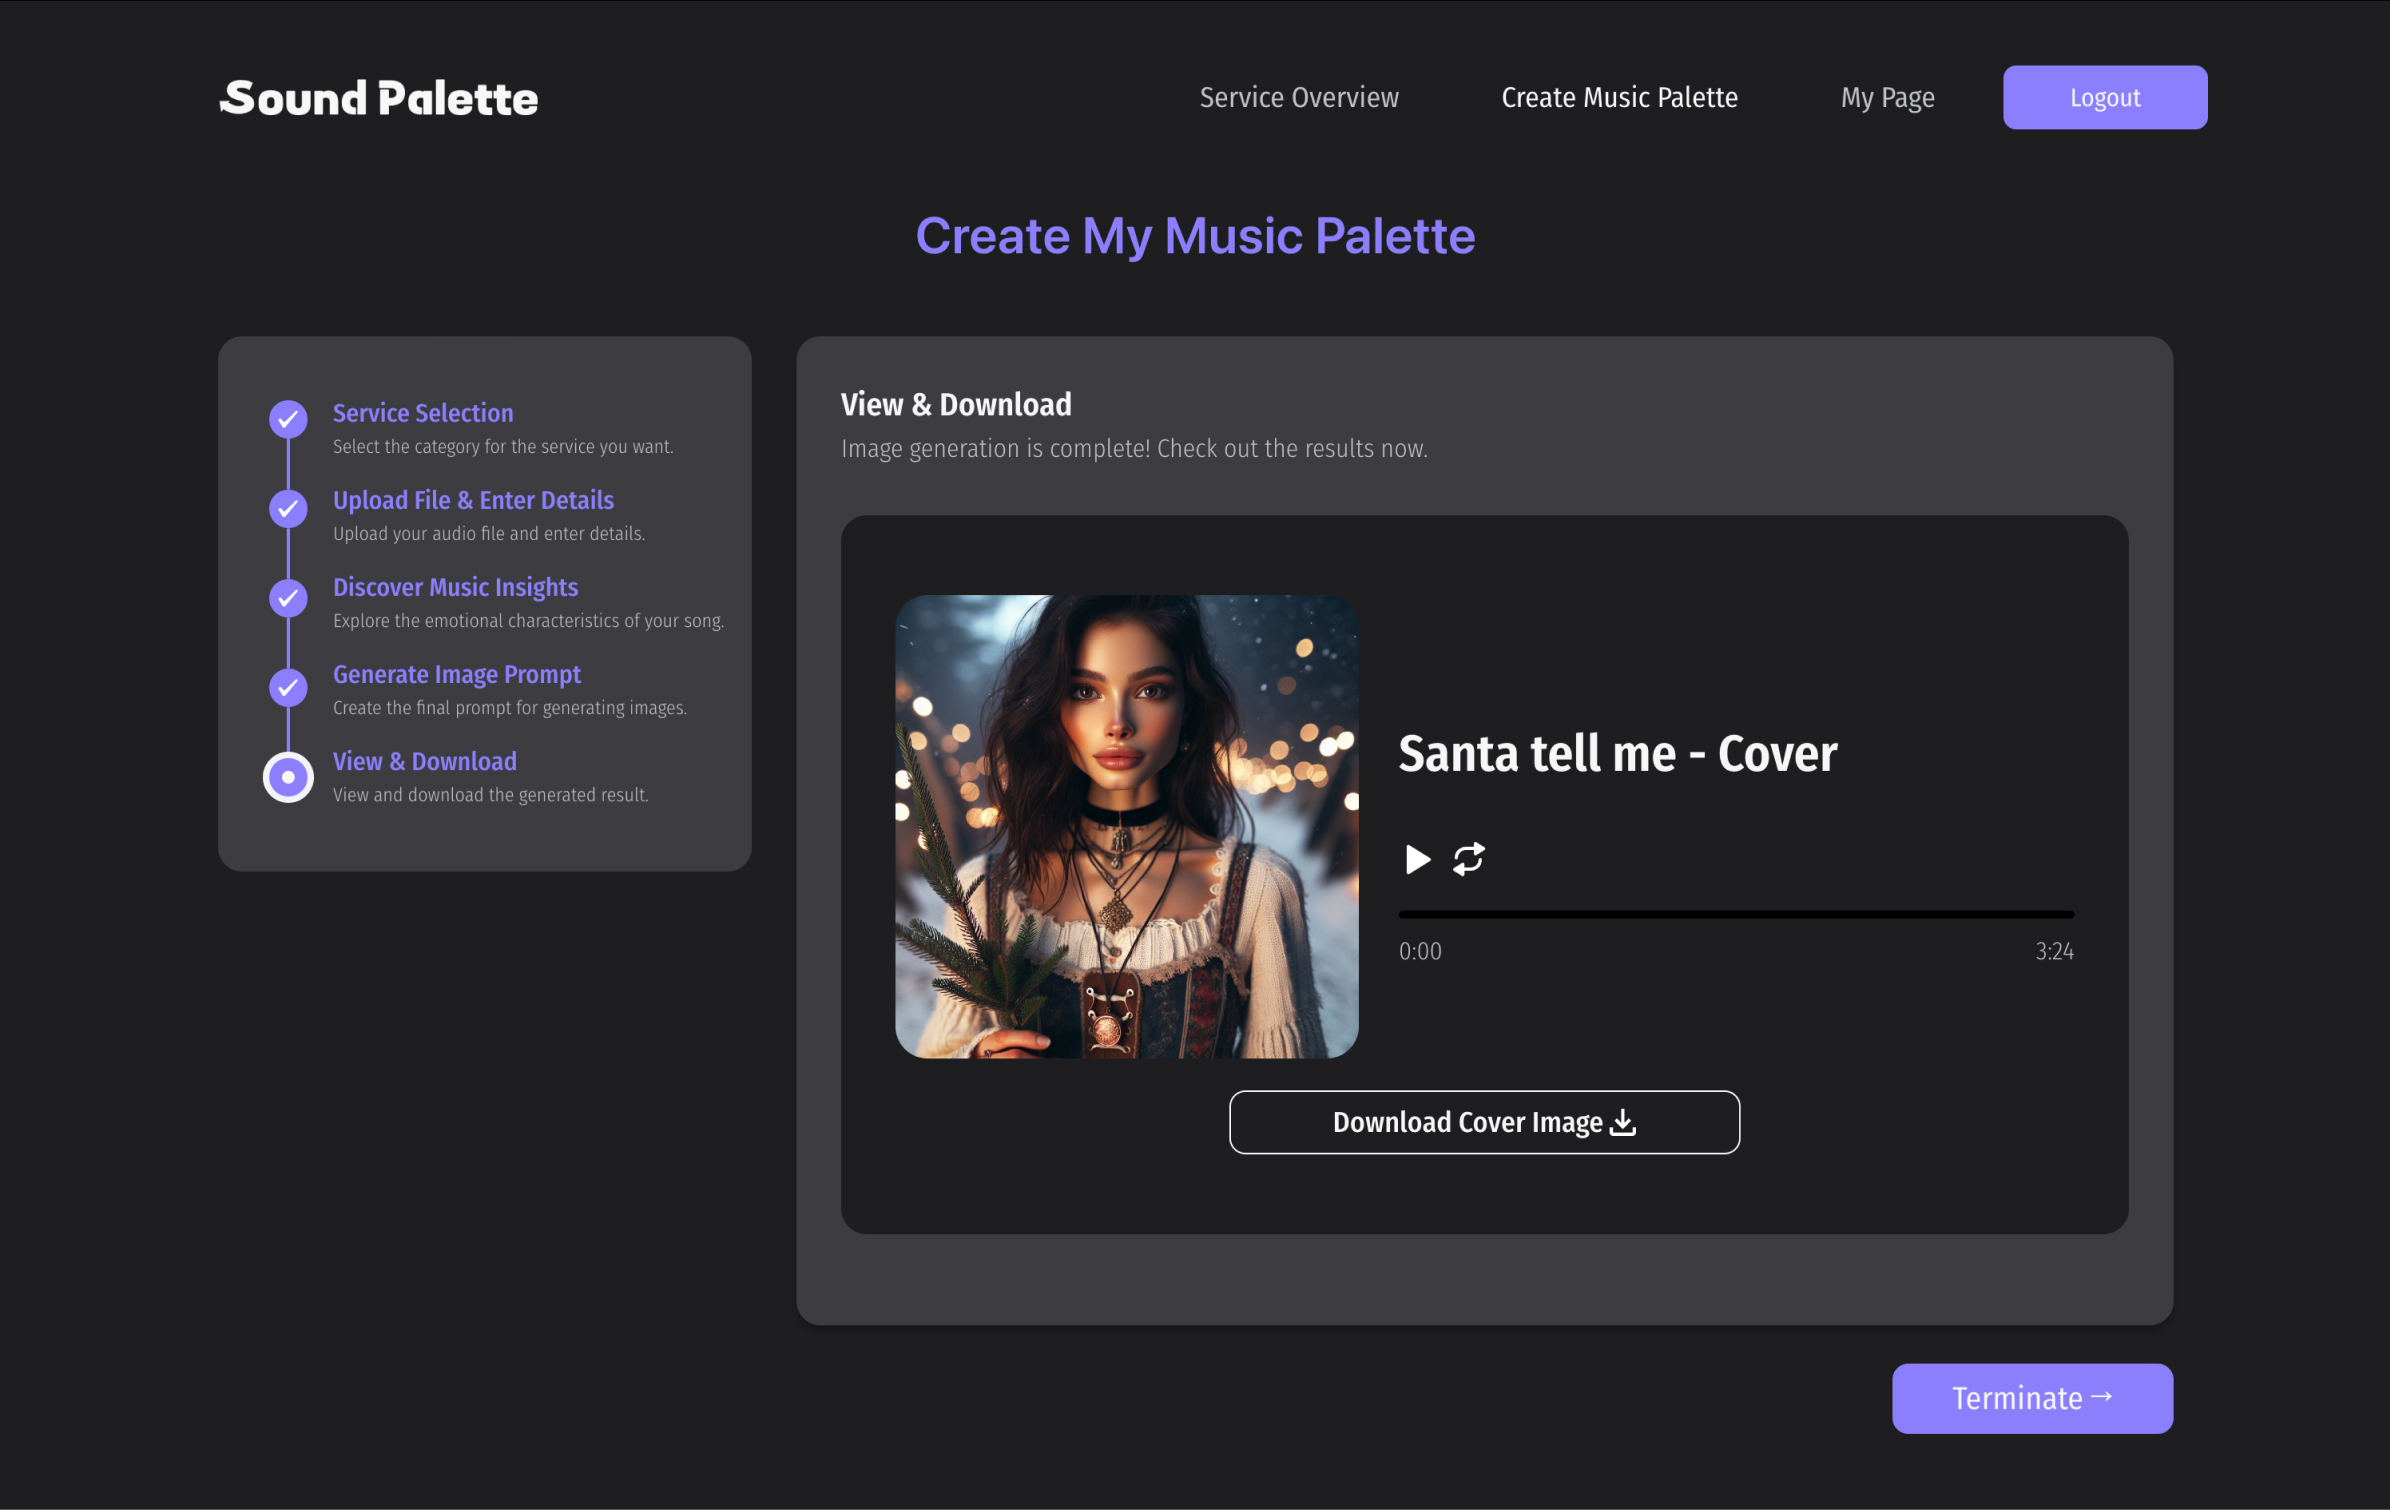 Sound Palette
Service Overview
Create Music Palette
My Page
Logout
Create My Music Palette
Service Selection
Select the category for the service you want.
Upload File & Enter Details
Upload your audio file and enter details.
Discover Music Insights
Explore the emotional characteristics of your song.
Generate Image Prompt
Create the final prompt for generating images.
View & Download
View and download the generated result.
View & Download
Image generation is complete! Check out the results now.
Santa tell me - Cover
0:00
3:24
Download Cover Image
Terminate →